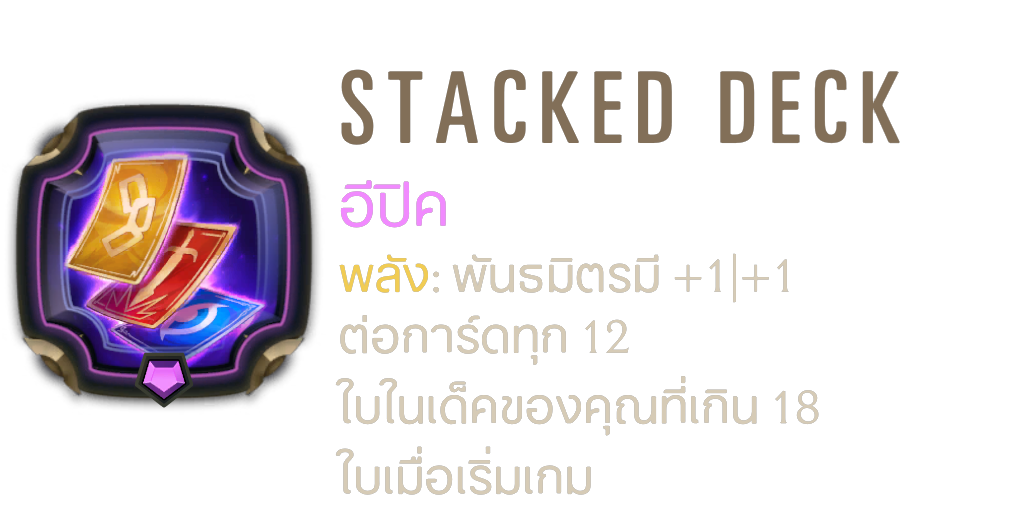 STACKED DECK
อีปิค
พลัง: พันธมิตรมี +1|+1
ต่อการ์ดทุก 12
ใบในเด็คของคุณที่เกิน 18
ใบเมื่อเริ่มเกม